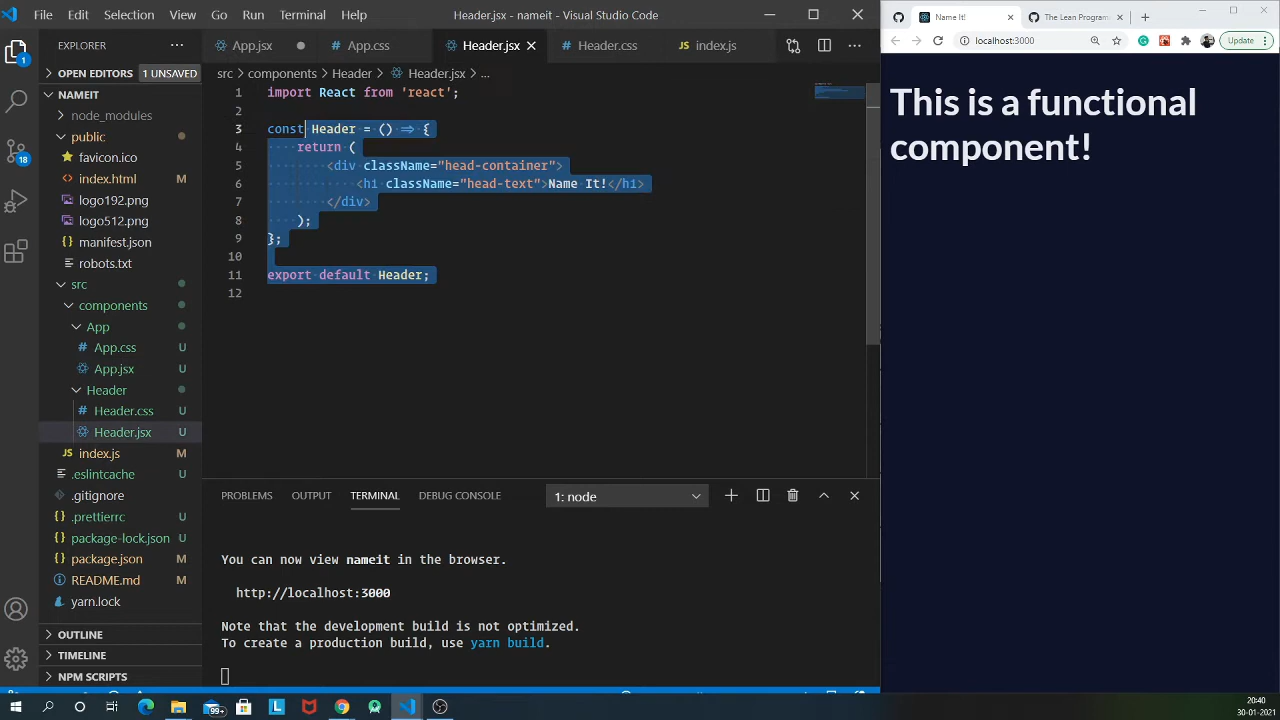 File Edit Selection View Go Run Terminal Help Header.jsx - nameit - Visual Studio Code
EXPLORER
OPEN EDITORS 1 UNSAVED
NAMEIT
node_modules
public
favicon.ico
index.html M
logo192.png
logo512.png
manifest.json
robots.txt
src
components
App
App.css U
App.jsx U
Header
Header.css U
Header.jsx U
index.js U
.eslintcache
.gitignore
.prettierrc U
package-lock.json U
package.json M
README.md M
yarn.lock
OUTLINE
TIMELINE
NPM SCRIPTS
1
18
App.jsx App.css Header.jsx Header.css index.js
src components Header Header.jsx ...
1 import React from 'react';
2
3 const Header = () => {
4 return (
5 <div className="head-container">
6 <h1 className="head-text">Name It!</h1>
7 </div>
8 );
9 };
10
11 export default Header;
12
PROBLEMS OUTPUT TERMINAL DEBUG CONSOLE 1: node
You can now view nameit in the browser.
http://localhost:3000
Note that the development build is not optimized.
To create a production build, use yarn build.
Name It! The Lean Program
localhost:3000 Update
This is a functional
component!
99+
20:40
30-01-2021